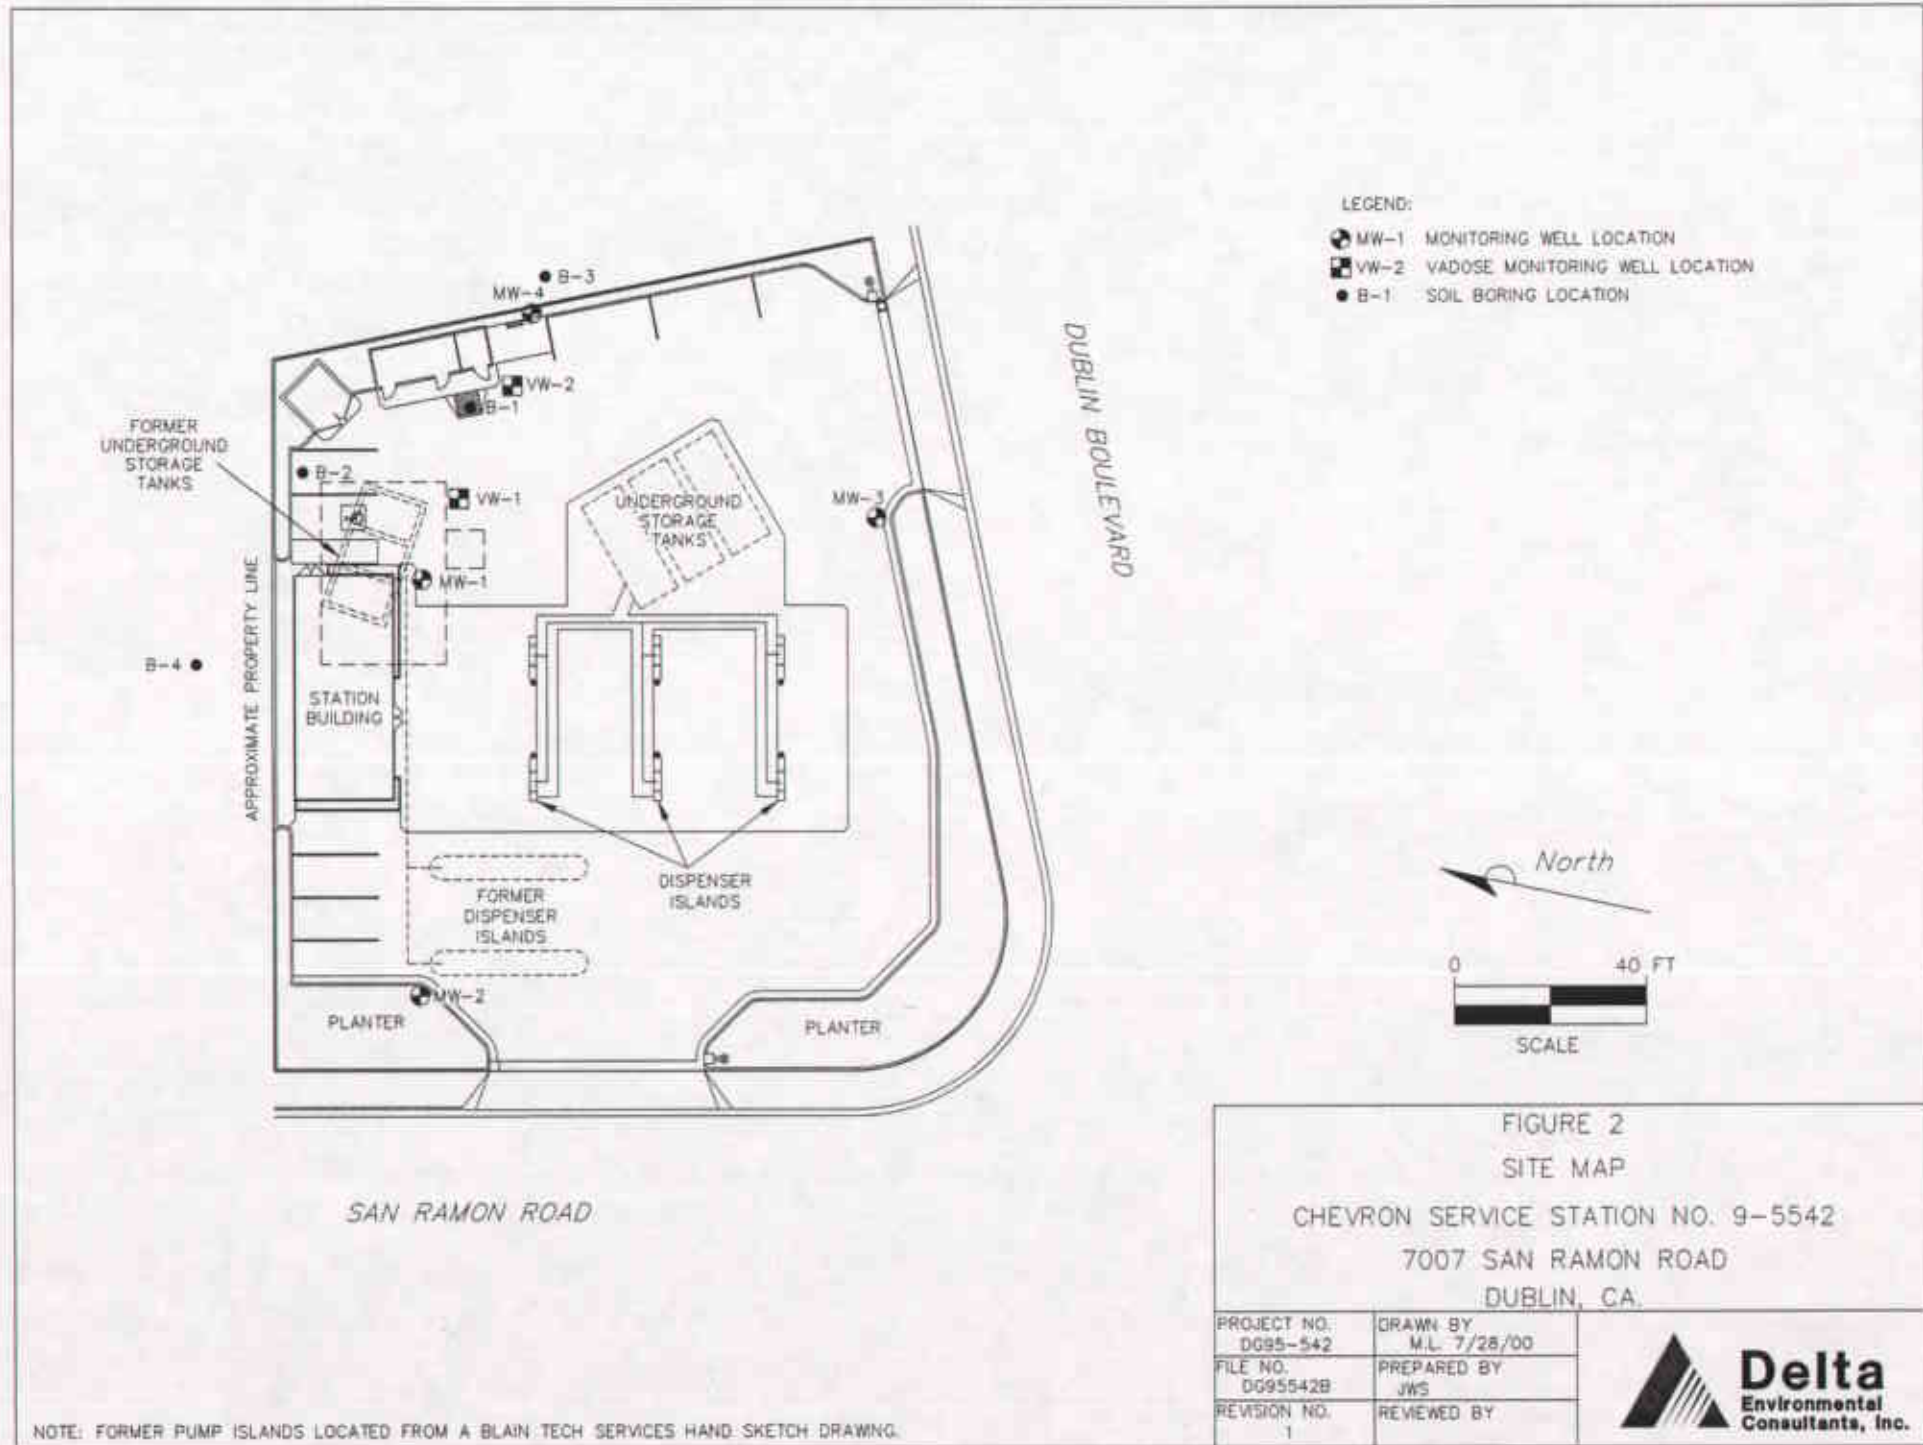 LEGEND:
MW-1 MONITORING WELL LOCATION
VW-2 VADOSE MONITORING WELL LOCATION
B-1 SOIL BORING LOCATION
B-3
MW-4
VW-2
B-1
FORMER
UNDERGROUND
STORAGE
TANKS
B-2
VW-1
UNDERGROUND
STORAGE
TANKS
MW-3
DUBLIN BOULEVARD
MW-1
APPROXIMATE PROPERTY LINE
B-4
STATION
BUILDING
DISPENSER
ISLANDS
FORMER
DISPENSER
ISLANDS
North
0 40 FT
SCALE
MW-2
PLANTER
PLANTER
SAN RAMON ROAD
FIGURE 2
SITE MAP
CHEVRON SERVICE STATION NO. 9-5542
7007 SAN RAMON ROAD
DUBLIN, CA.
PROJECT NO.
DG95-542
DRAWN BY
M.L. 7/28/00
FILE NO.
DG95542B
PREPARED BY
JWS
REVISION NO.
1
REVIEWED BY
Delta
Environmental
Consultants, Inc.
NOTE: FORMER PUMP ISLANDS LOCATED FROM A BLAIN TECH SERVICES HAND SKETCH DRAWING.